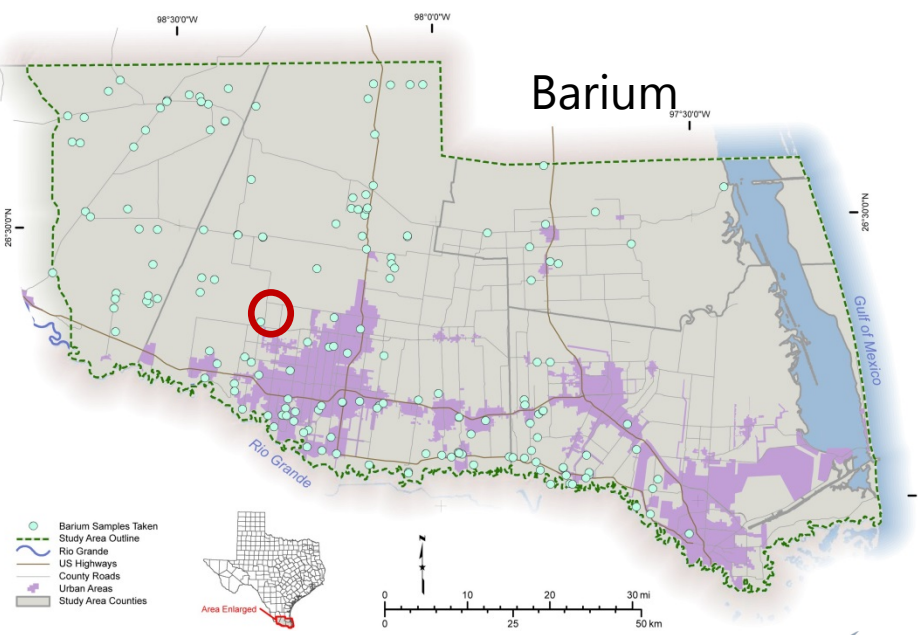 98°30'0"W
98°0'0"W
Barium
97°30'0"W
26°30'0"N
26°30'0"N
Gulf of Mexico
Rio Grande
Barium Samples Taken
Study Area Outline
Rio Grande
US Highways
County Roads
Urban Areas
Study Area Counties
Area Enlarged
N
0 10 20 30 mi
0 25 50 km